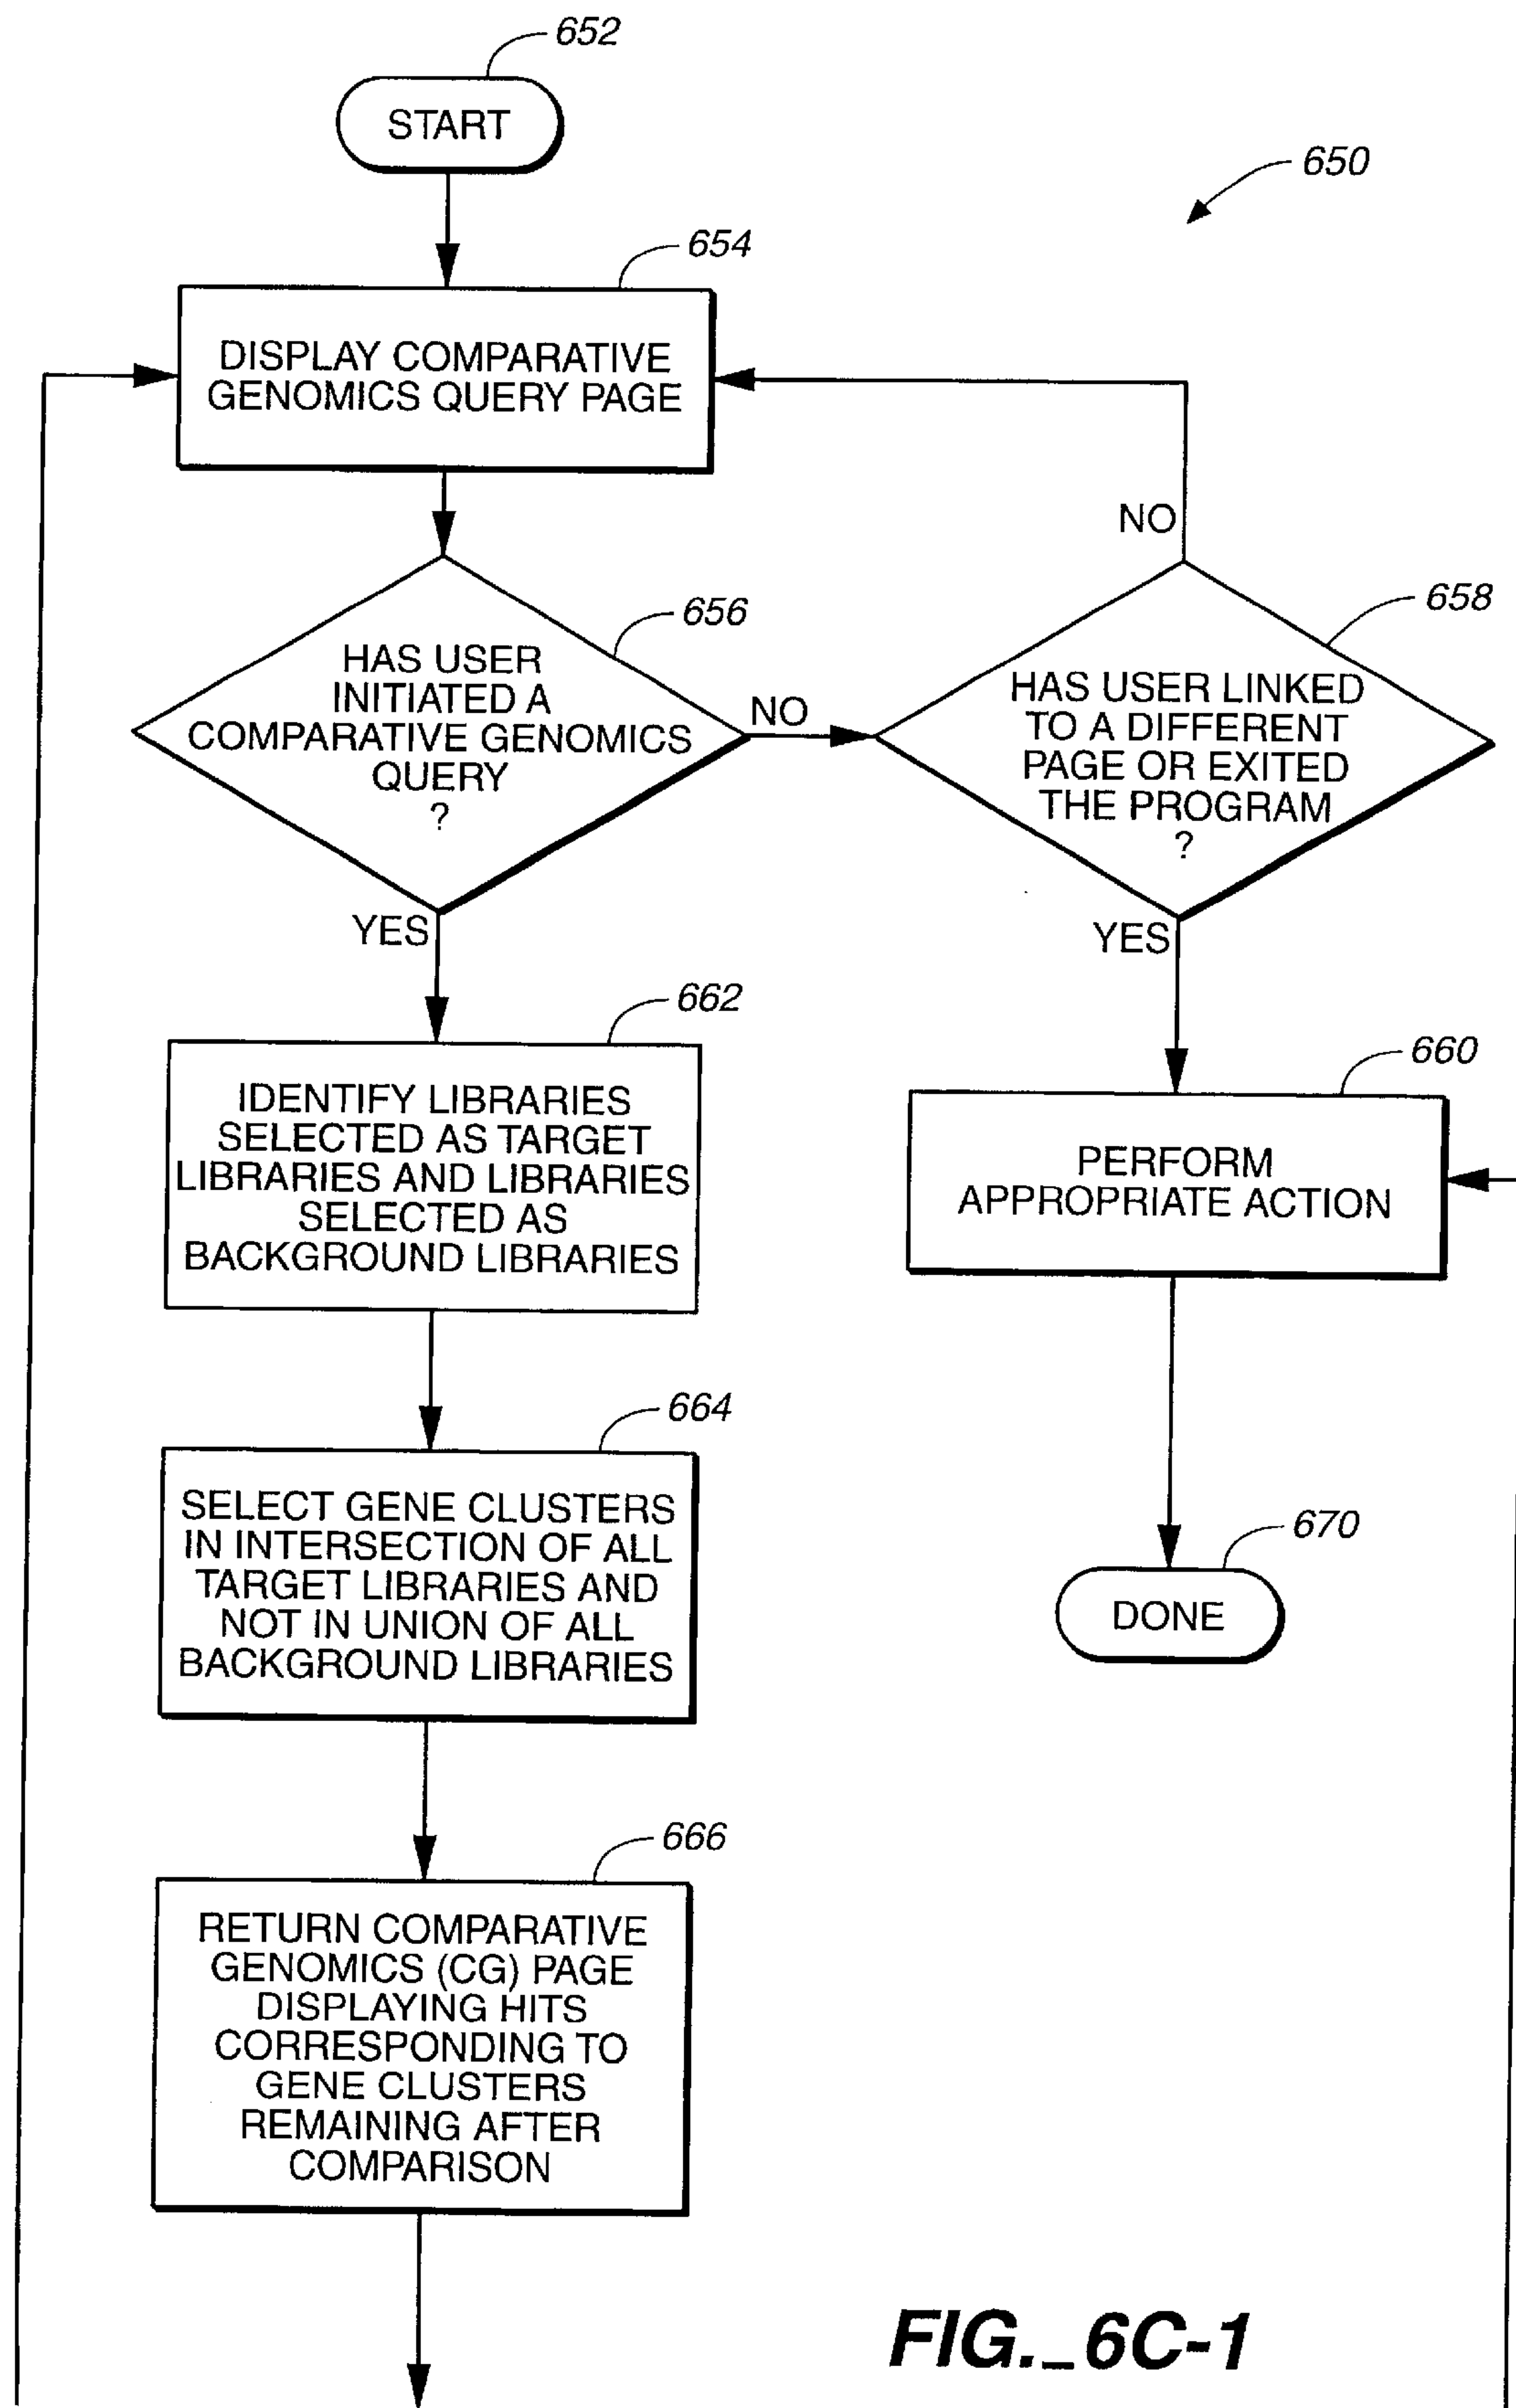 652
START
650
654
DISPLAY COMPARATIVE
GENOMICS QUERY PAGE
NO
656
HAS USER
INITIATED A
COMPARATIVE GENOMICS
QUERY
?
NO
658
HAS USER LINKED
TO A DIFFERENT
PAGE OR EXITED
THE PROGRAM
?
YES
YES
662
IDENTIFY LIBRARIES
SELECTED AS TARGET
LIBRARIES AND LIBRARIES
SELECTED AS
BACKGROUND LIBRARIES
660
PERFORM
APPROPRIATE ACTION
664
SELECT GENE CLUSTERS
IN INTERSECTION OF ALL
TARGET LIBRARIES AND
NOT IN UNION OF ALL
BACKGROUND LIBRARIES
670
DONE
666
RETURN COMPARATIVE
GENOMICS (CG) PAGE
DISPLAYING HITS
CORRESPONDING TO
GENE CLUSTERS
REMAINING AFTER
COMPARISON
FIG._6C-1